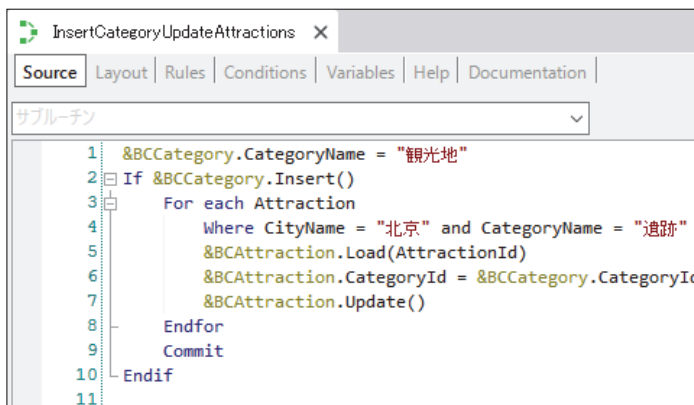 InsertCategoryUpdateAttractions
Source Layout Rules Conditions Variables Help Documentation
サブルーチン
1 &BCCategory.CategoryName = "観光地"
2 If &BCCategory.Insert()
3 For each Attraction
4 Where CityName = "北京" and CategoryName = "遺跡"
5 &BCAttraction.Load(AttractionId)
6 &BCAttraction.CategoryId = &BCCategory.CategoryId
7 &BCAttraction.Update()
8 Endfor
9 Commit
10 Endif
11